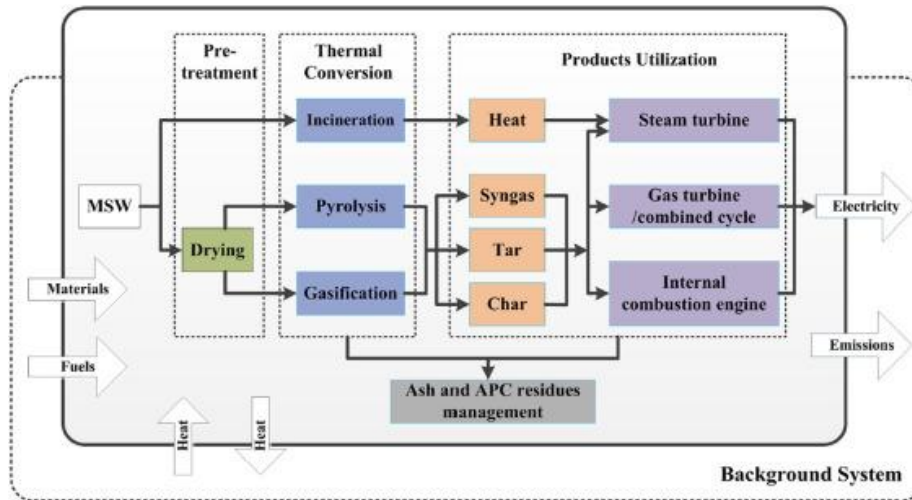 Pre-
treatment
Thermal
Conversion
Products Utilization
Incineration
Heat
Steam turbine
MSW
Pyrolysis
Syngas
Gas turbine
/combined cycle
Electricity
Drying
Tar
Materials
Gasification
Char
Internal
combustion engine
Fuels
Emissions
Ash and APC residues
management
Heat
Heat
Background System